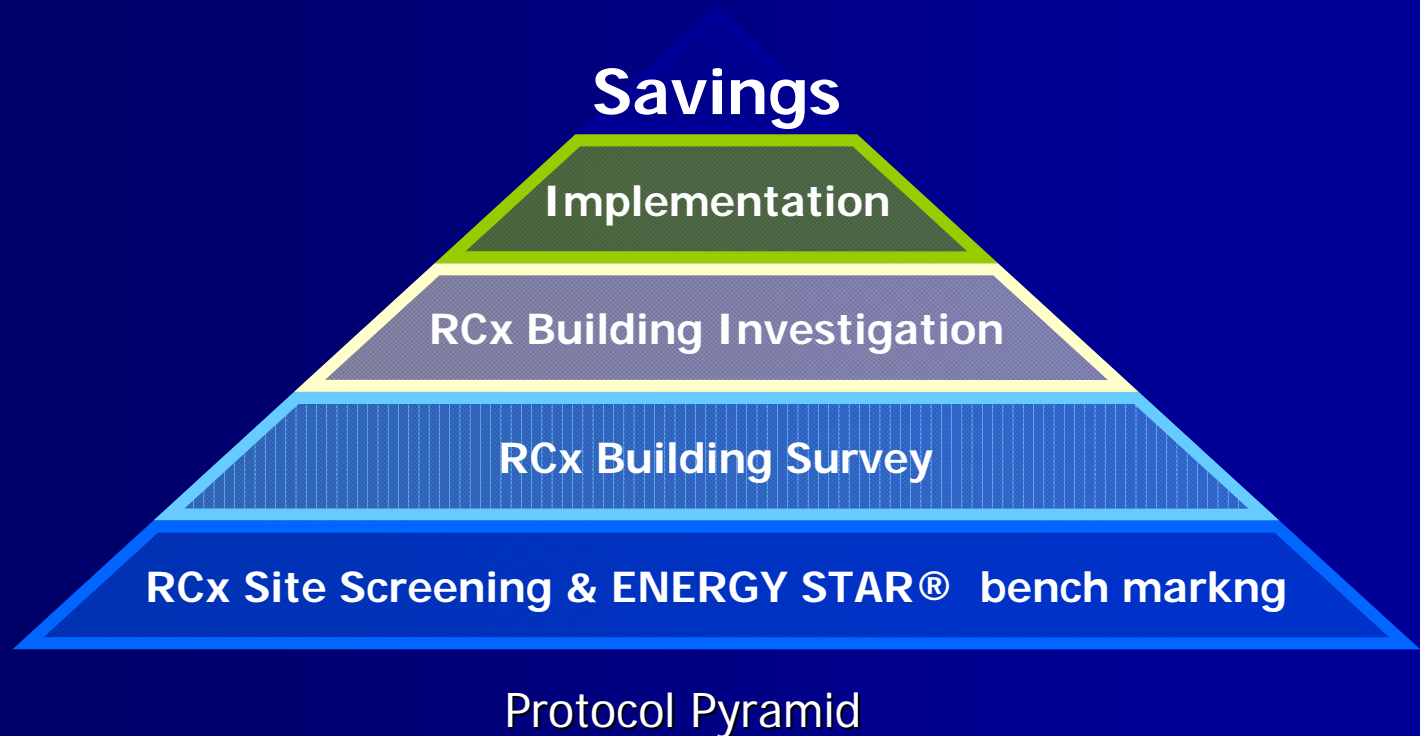 Savings
Implementation
RCx Building Investigation
RCx Building Survey
RCx Site Screening & ENERGY STAR® bench markng
Protocol Pyramid